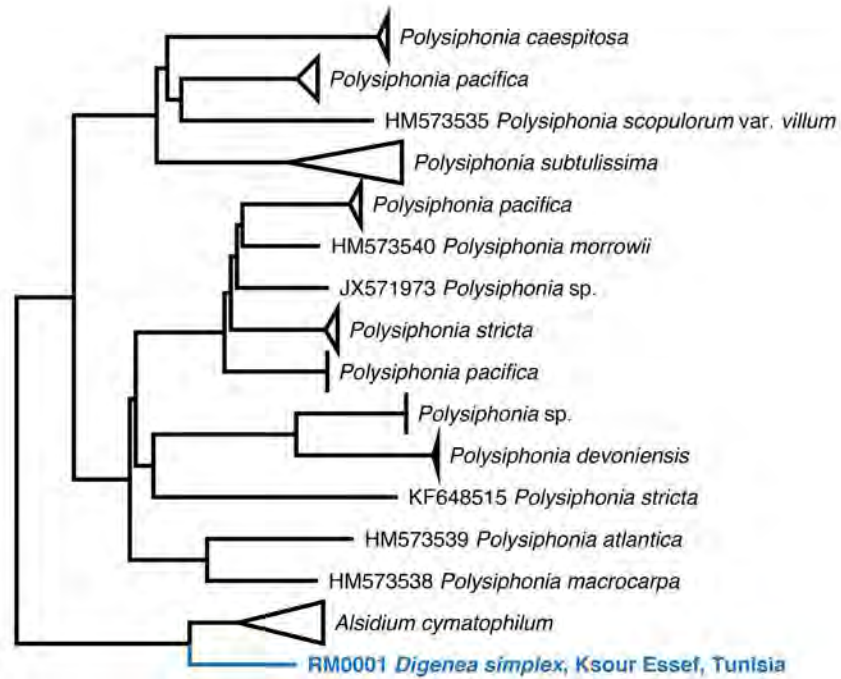 Polysiphonia caespitosa
Polysiphonia pacifica
HM573535 Polysiphonia scopulorum var. villum
Polysiphonia subtulissima
Polysiphonia pacifica
HM573540 Polysiphonia morrowii
JX571973 Polysiphonia sp.
Polysiphonia stricta
Polysiphonia pacifica
Polysiphonia sp.
Polysiphonia devoniensis
KF648515 Polysiphonia stricta
HM573539 Polysiphonia atlantica
HM573538 Polysiphonia macrocarpa
Alsidium cymatophilum
RM0001 Digenea simplex, Ksour Essef, Tunisia